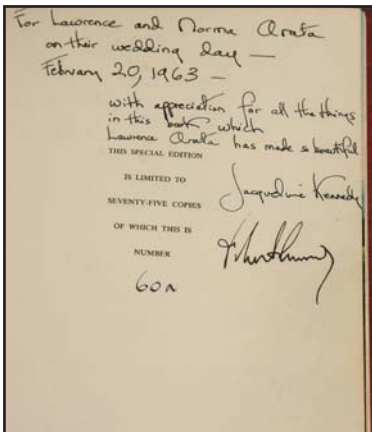 For Lawrence and Norma Arata
on their wedding day —
February 20, 1963 —
with appreciation for all the things
in this book which
Lawrence Arata has made so beautiful
THIS SPECIAL EDITION
IS LIMITED TO
Jacqueline Kennedy
SEVENTY-FIVE COPIES
OF WHICH THIS IS
NUMBER